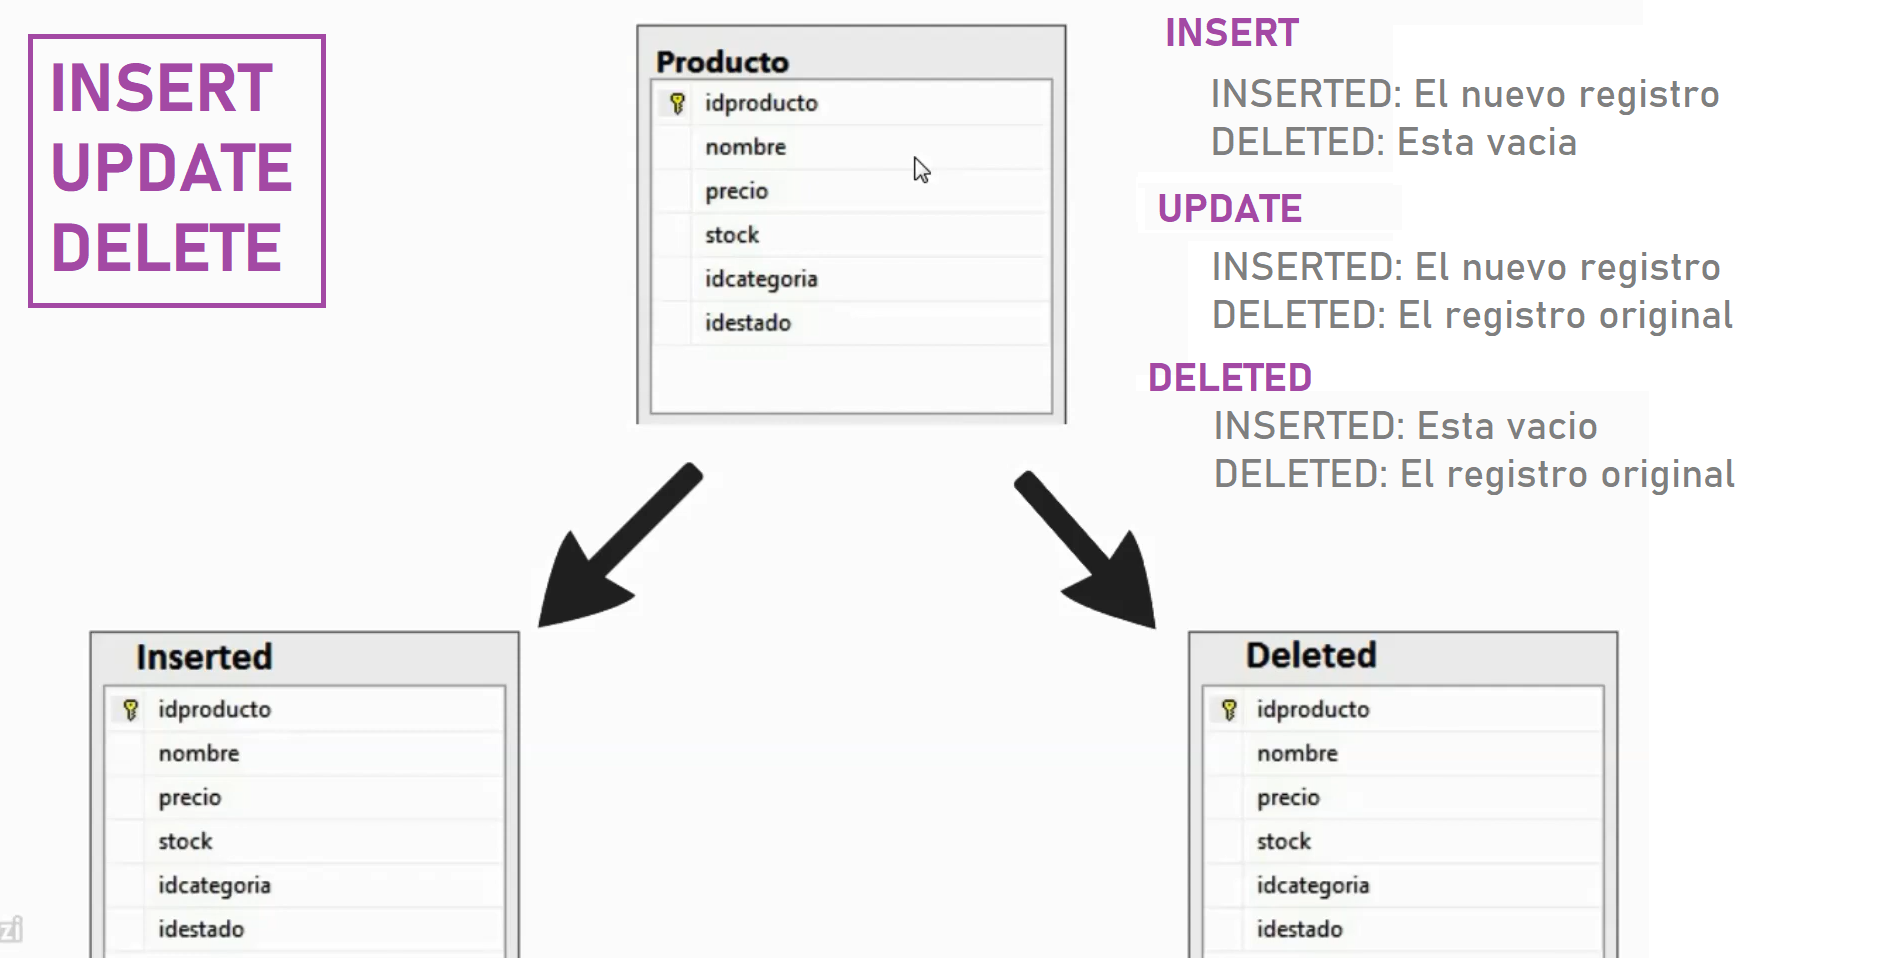 INSERT
UPDATE
DELETE
Producto
idproducto
nombre
precio
stock
idcategoria
idestado
INSERT
INSERTED: El nuevo registro
DELETED: Esta vacia
UPDATE
INSERTED: El nuevo registro
DELETED: El registro original
DELETED
INSERTED: Esta vacio
DELETED: El registro original
Inserted
idproducto
nombre
precio
stock
idcategoria
idestado
Deleted
idproducto
nombre
precio
stock
idcategoria
idestado
zi